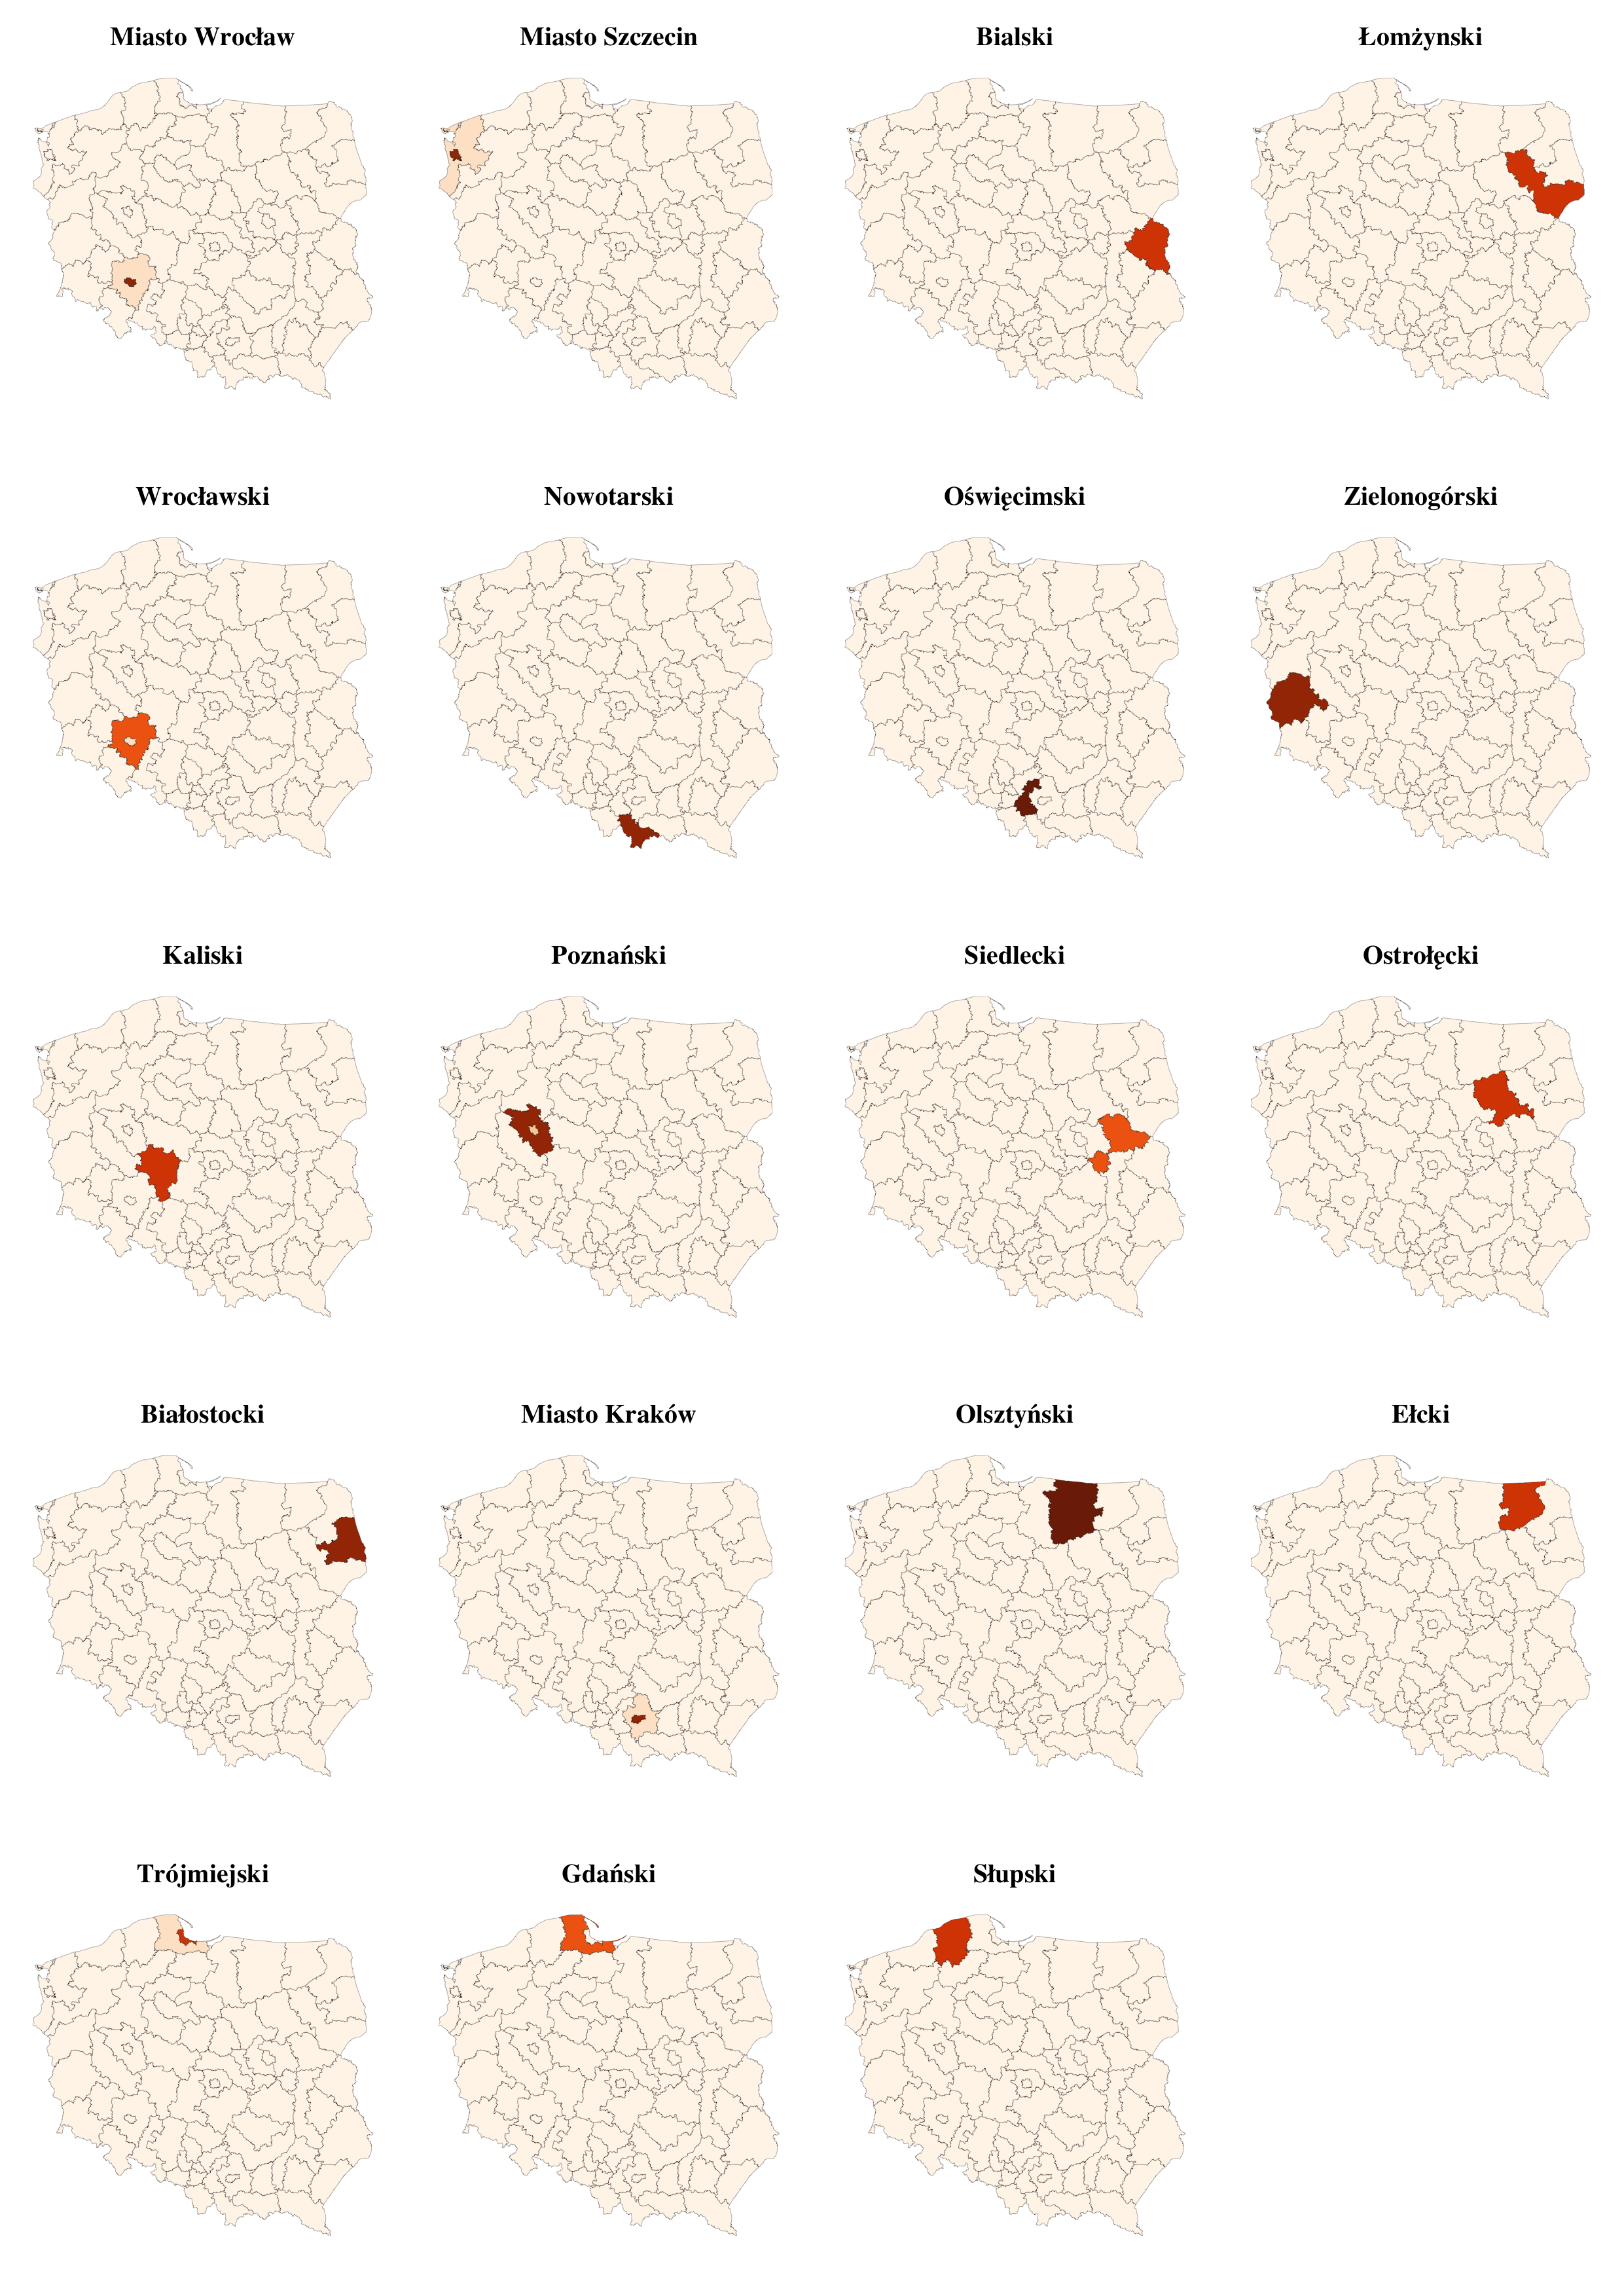 Miasto Wrocław
Miasto Szczecin
Bialski
Łomżynski
Wrocławski
Nowotarski
Oświęcimski
Zielonogórski
Kaliski
Poznański
Siedlecki
Ostrołęcki
Białostocki
Miasto Kraków
Olsztyński
Ełcki
Trójmiejski
Gdański
Słupski